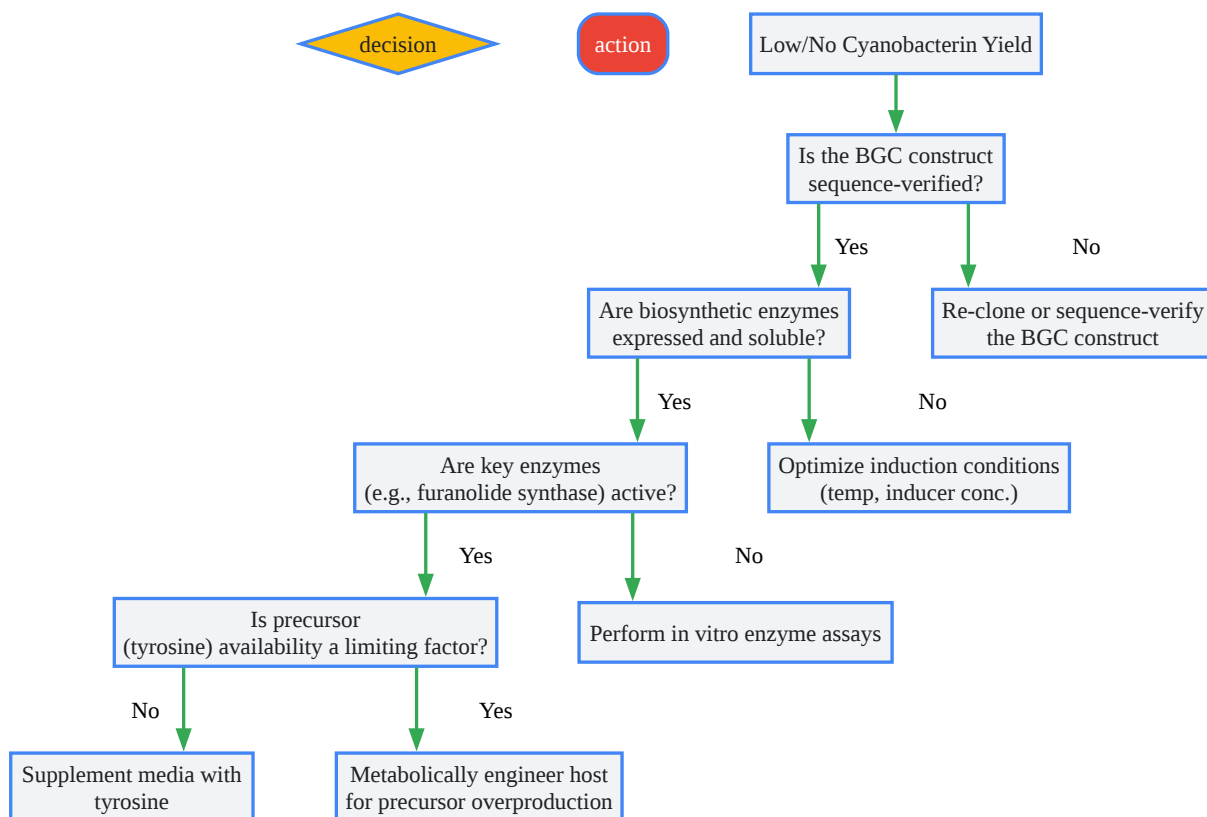 decision
action
Low/No Cyanobacterin Yield
Is the BGC construct
sequence-verified?
Yes
No
Are biosynthetic enzymes
expressed and soluble?
Re-clone or sequence-verify
the BGC construct
Yes
No
Are key enzymes
(e.g., furanolide synthase) active?
Optimize induction conditions
(temp, inducer conc.)
Yes
No
Is precursor
(tyrosine) availability a limiting factor?
Perform in vitro enzyme assays
No
Yes
Supplement media with
tyrosine
Metabolically engineer host
for precursor overproduction